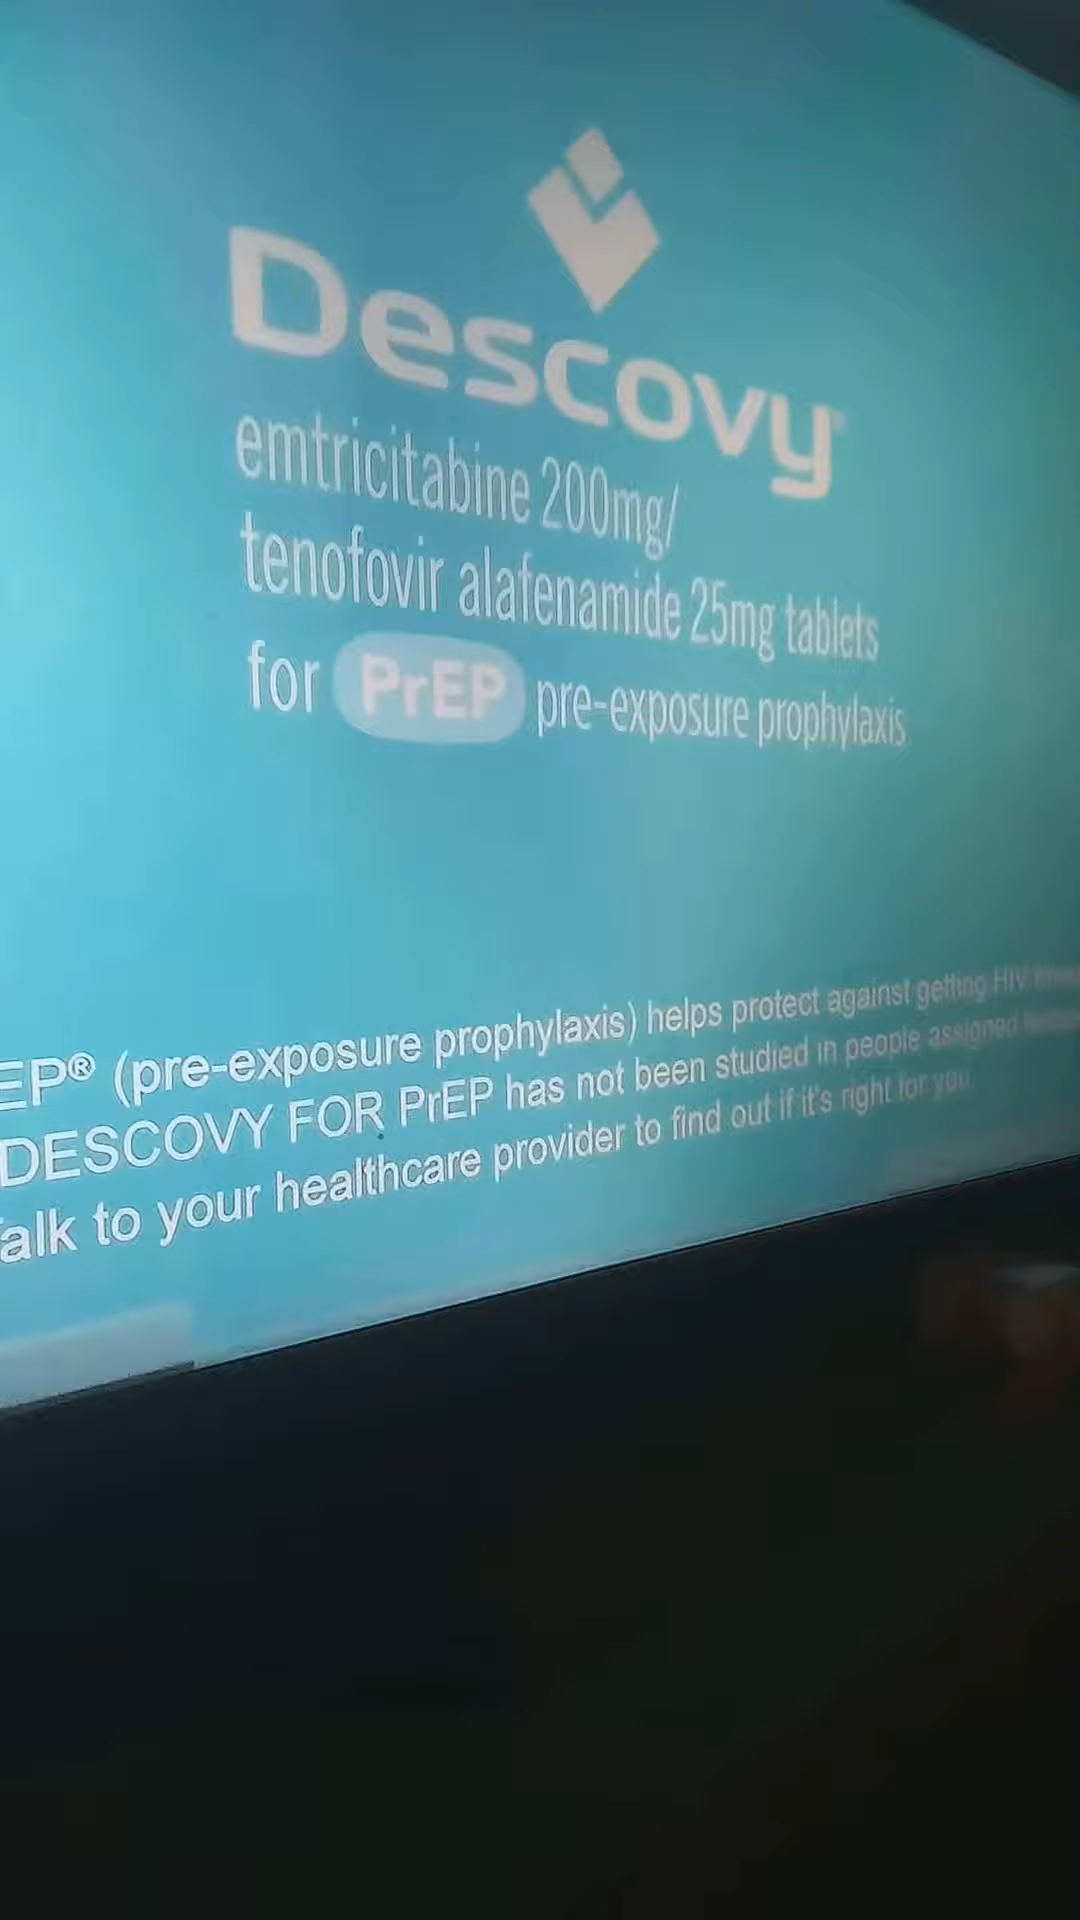 Descovy
emtricitabine 200mg/
tenofovir alafenamide 25mg tablets
for PrEP pre-exposure prophylaxis
EP® (pre-exposure prophylaxis) helps protect against getting HIV
DESCOVY FOR PrEP has not been studied in people assigned
alk to your healthcare provider to find out if it's right for you.